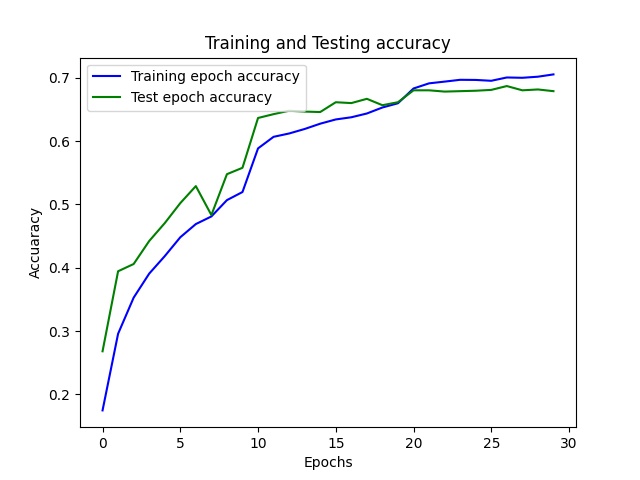 Training and Testing accuracy
Training epoch accuracy
Test epoch accuracy
0.7
0.6
0.5
0.4
0.3
0.2
Accuaracy
0 5 10 15 20 25 30
Epochs